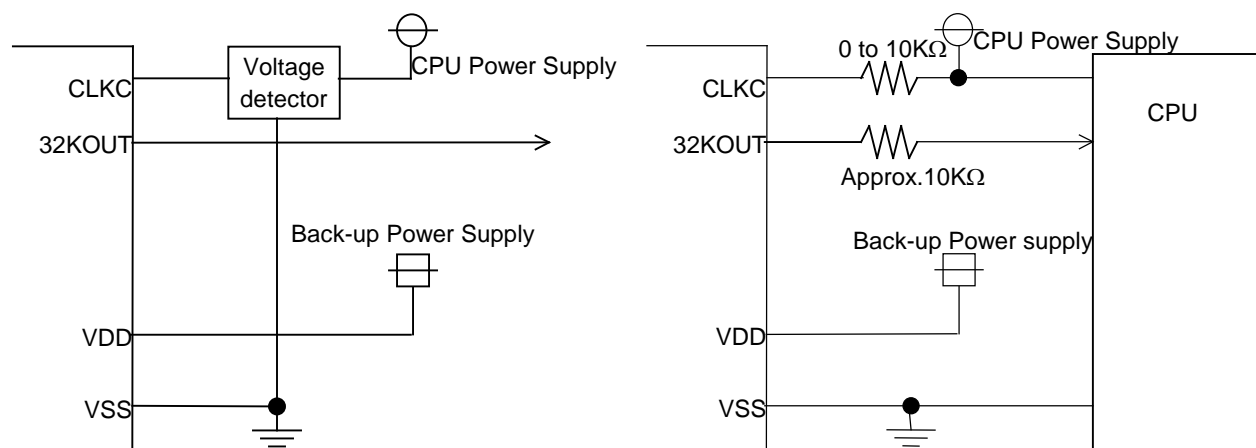 CLKC
Voltage
detector
CPU Power Supply
32KOUT
Back-up Power Supply
VDD
VSS
0 to 10KΩ
CPU Power Supply
CLKC
CPU
32KOUT
Approx.10KΩ
Back-up Power supply
VDD
VSS